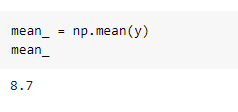 mean_ = np.mean(y)
mean_
8.7